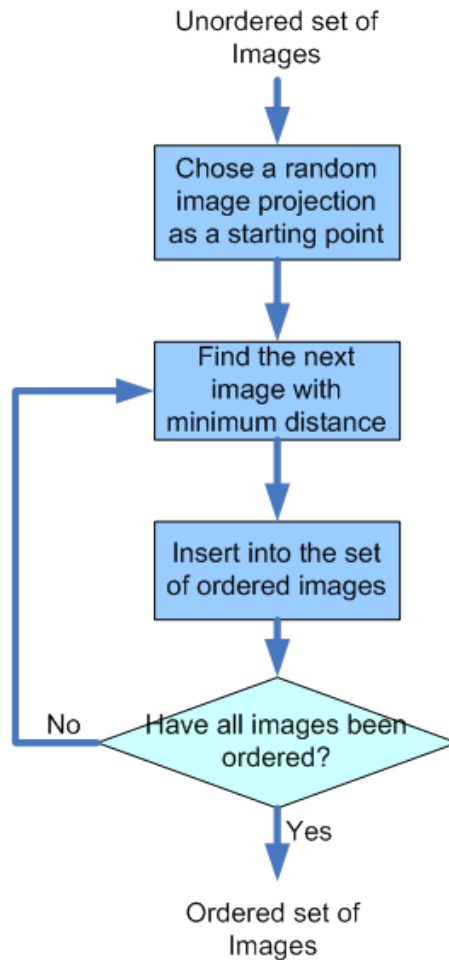 Unordered set of
Images
Chose a random
image projection
as a starting point
Find the next
image with
minimum distance
Insert into the set
of ordered images
No
Have all images been
ordered?
Yes
Ordered set of
Images